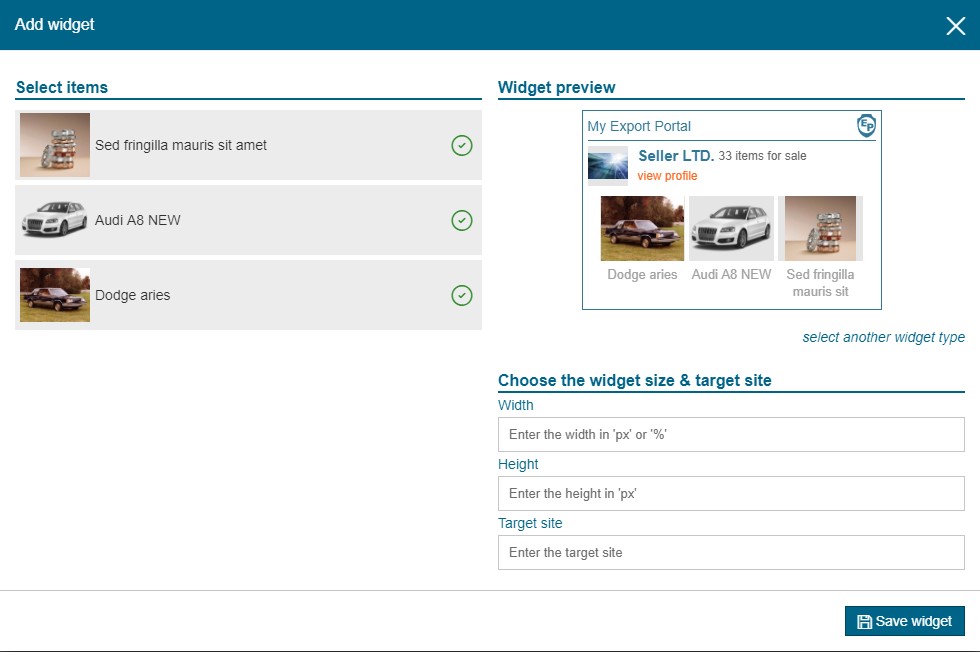 Add widget
Select items
Sed fringilla mauris sit amet
Audi A8 NEW
Dodge aries
Widget preview
My Export Portal
EP
Seller LTD. 33 items for sale
view profile
Dodge aries
Audi A8 NEW
Sed fringilla
mauris sit
select another widget type
Choose the widget size & target site
Width
Enter the width in 'px' or '%'
Height
Enter the height in 'px'
Target site
Enter the target site
Save widget